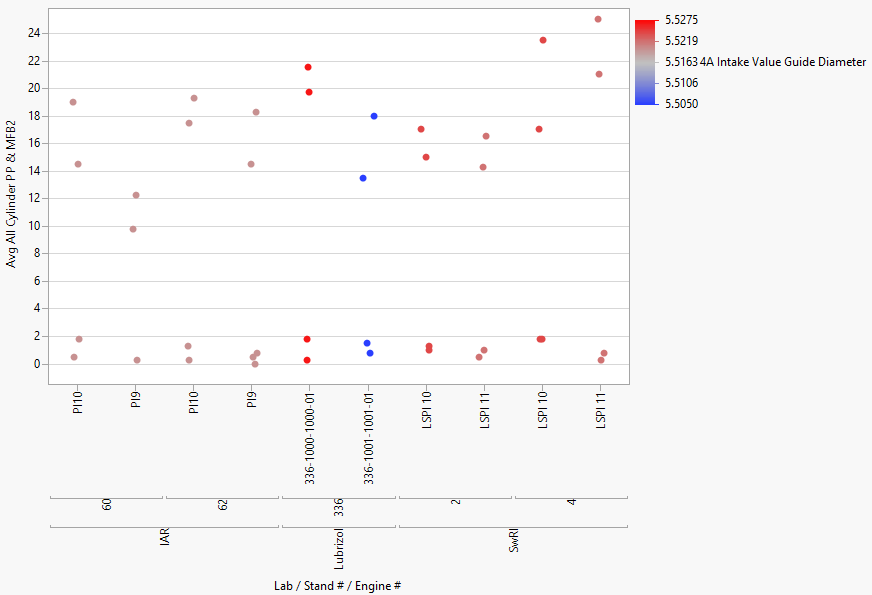 5.5275
5.5219
5.5163 4A Intake Value Guide Diameter
5.5106
5.5050
Avg All Cylinder PP & MFB2
24
22
20
18
16
14
12
10
8
6
4
2
0
PI10
PI9
PI10
PI9
336-1000-1000-01
336-1001-1001-01
LSPI 10
LSPI 11
LSPI 10
LSPI 11
60
62
336
2
4
IAR
Lubrizol
SwRI
Lab / Stand # / Engine #